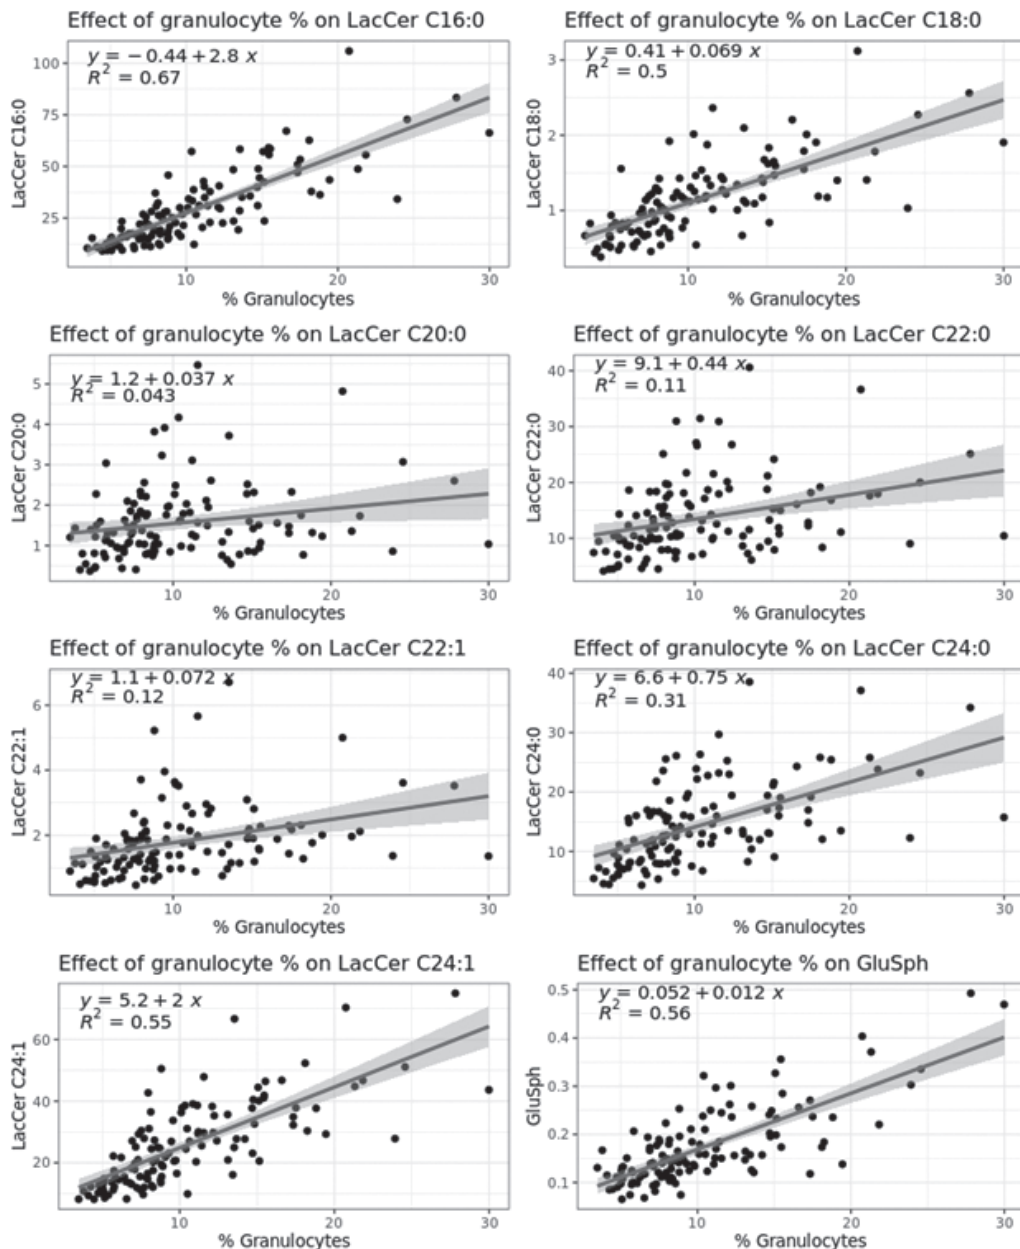 Effect of granulocyte % on LacCer C16:0
y = − 0.44 + 2.8 x
R² = 0.67
LacCer C16:0
100
75
50
25
10
20
30
% Granulocytes
Effect of granulocyte % on LacCer C18:0
y = 0.41 + 0.069 x
R² = 0.5
LacCer C18:0
3
2
1
10
20
30
% Granulocytes
Effect of granulocyte % on LacCer C20:0
y = 1.2 + 0.037 x
R² = 0.043
LacCer C20:0
5
4
3
2
1
10
20
30
% Granulocytes
Effect of granulocyte % on LacCer C22:0
y = 9.1 + 0.44 x
R² = 0.11
LacCer C22:0
40
30
20
10
10
20
30
% Granulocytes
Effect of granulocyte % on LacCer C22:1
y = 1.1 + 0.072 x
R² = 0.12
LacCer C22:1
6
4
2
10
20
30
% Granulocytes
Effect of granulocyte % on LacCer C24:0
y = 6.6 + 0.75 x
R² = 0.31
LacCer C24:0
40
30
20
10
10
20
30
% Granulocytes
Effect of granulocyte % on LacCer C24:1
y = 5.2 + 2 x
R² = 0.55
LacCer C24:1
60
40
20
10
20
30
% Granulocytes
Effect of granulocyte % on GluSph
y = 0.052 + 0.012 x
R² = 0.56
GluSph
0.5
0.4
0.3
0.2
0.1
10
20
30
% Granulocytes